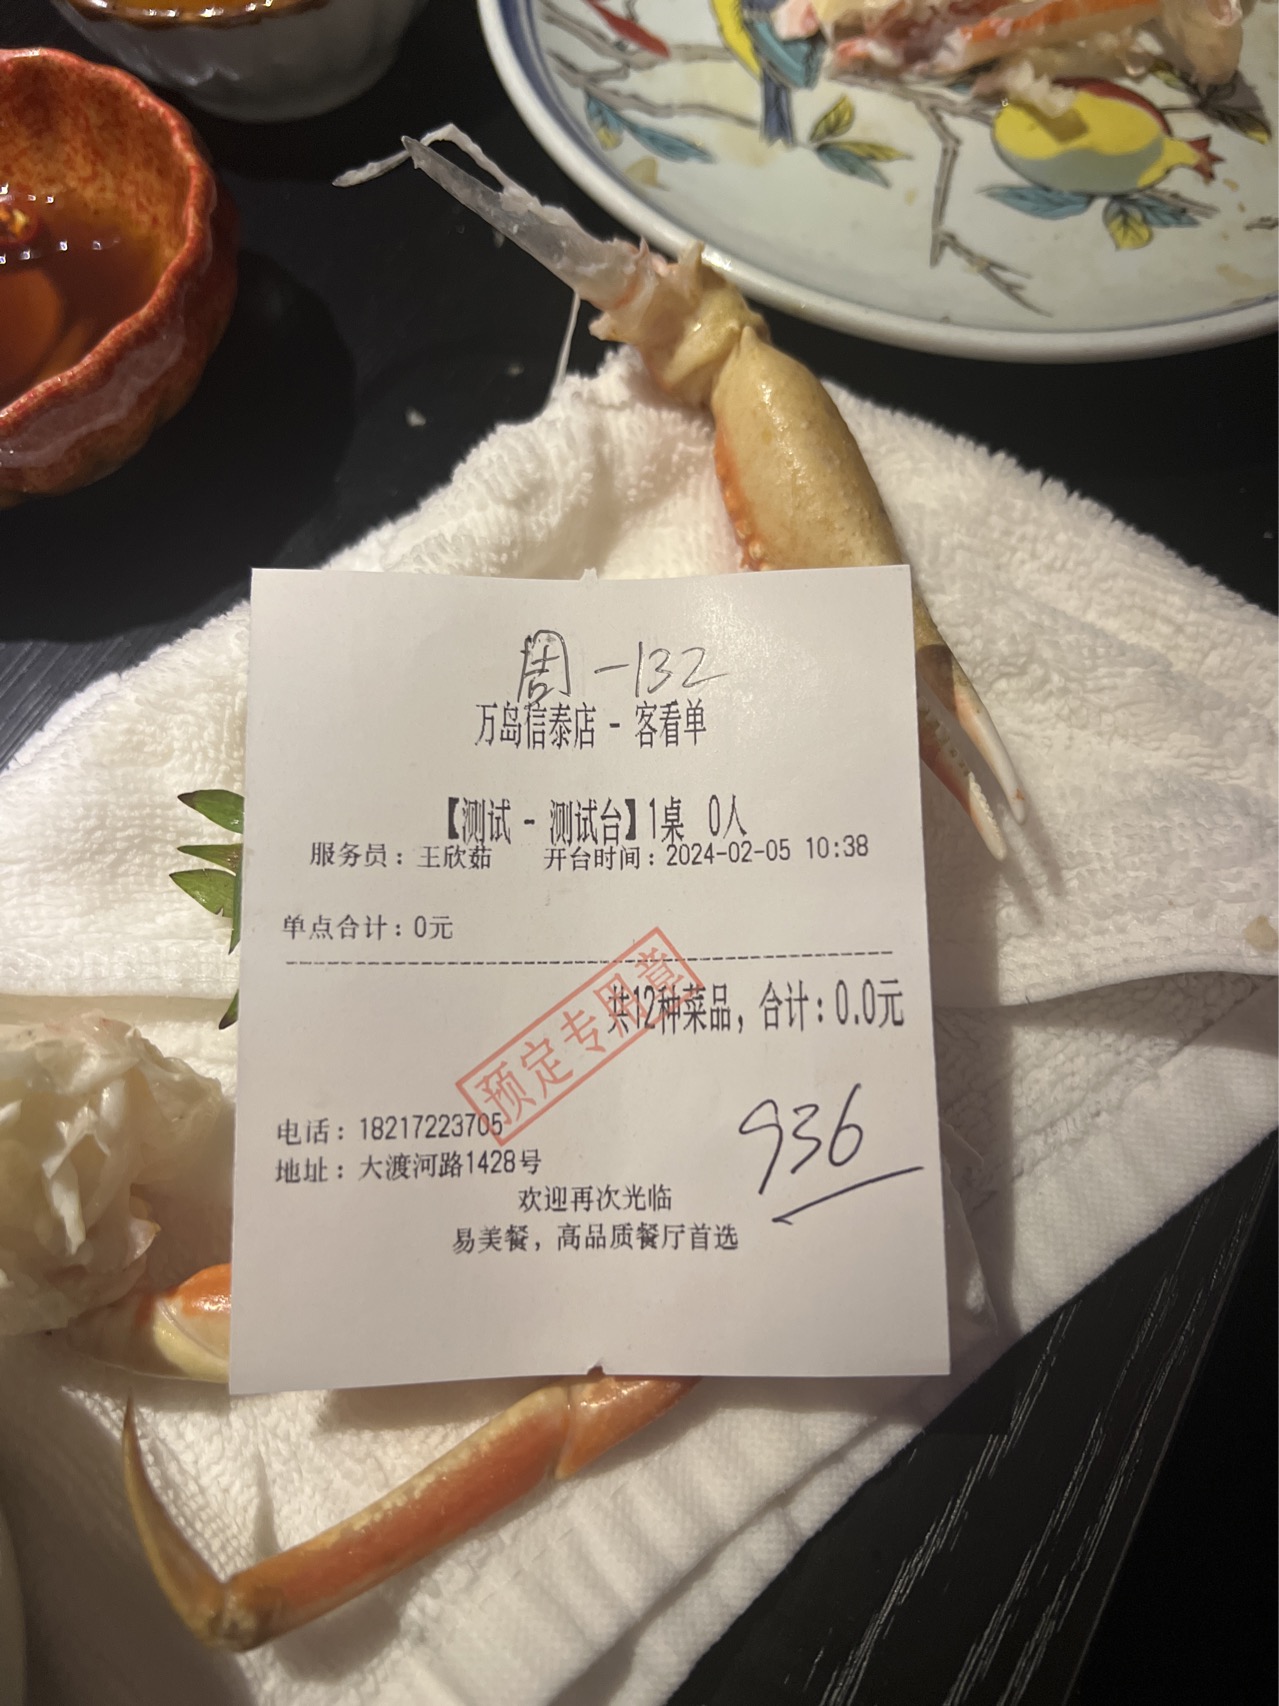 周-132
万岛信泰店 - 客看单
【测试 - 测试台】1桌 0人
服务员：王欣茹 开台时间：2024-02-05 10:38
单点合计：0元
共12种菜品，合计：0.0元
预定专用章
936
电话：18217223705
地址：大渡河路1428号
欢迎再次光临
易美餐，高品质餐厅首选